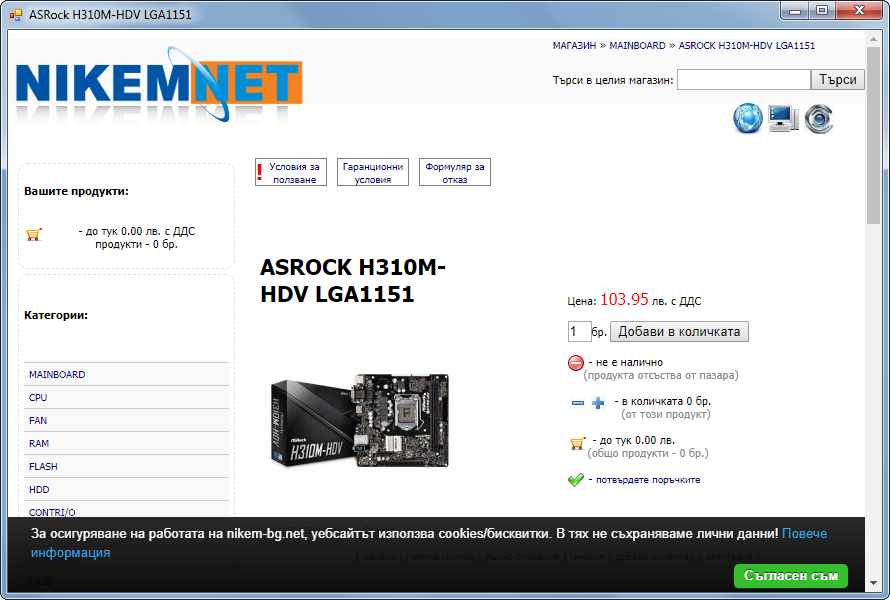 ASRock H310M-HDV LGA1151
NIKEMNET
МАГАЗИН » MAINBOARD » ASROCK H310M-HDV LGA1151
Търси в целия магазин:
Търси
Условия за
ползване
Гаранционни
условия
Формуляр за
отказ
Вашите продукти:
- до тук 0.00 лв. с ДДС
продукти - 0 бр.
Категории:
MAINBOARD
CPU
FAN
RAM
FLASH
HDD
CONTRI/O
CASE
ASROCK H310M-
HDV LGA1151
ASRock
H310M-HDV
H310M-HDV
Цена: 103.95 лв. с ДДС
1 бр. Добави в количката
- не е налично
(продукта отсъства от пазара)
- в количката 0 бр.
(от този продукт)
- до тук 0.00 лв.
(общо продукти - 0 бр.)
- потвърдете поръчките
За осигуряване на работата на nikem-bg.net, уебсайтът използва cookies/бисквитки. В тях не съхраняваме лични данни! Повече
информация
Съгласен съм